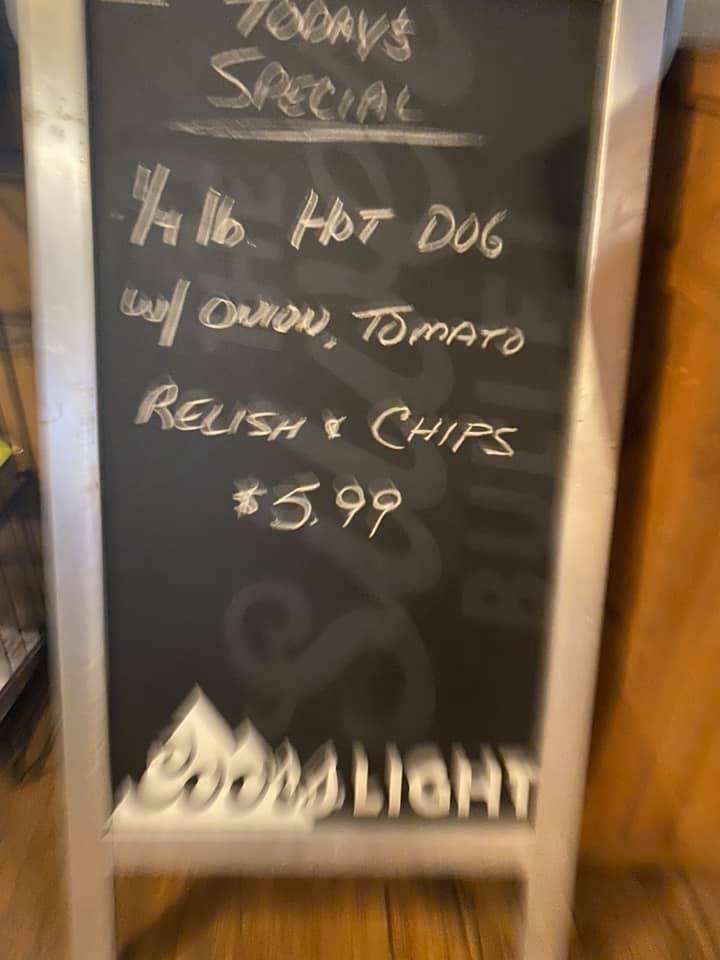 TODAY'S
SPECIAL
1/4 lb HOT DOG
w/ ONION, TOMATO
RELISH & CHIPS
$5.99
Coors LIGHT